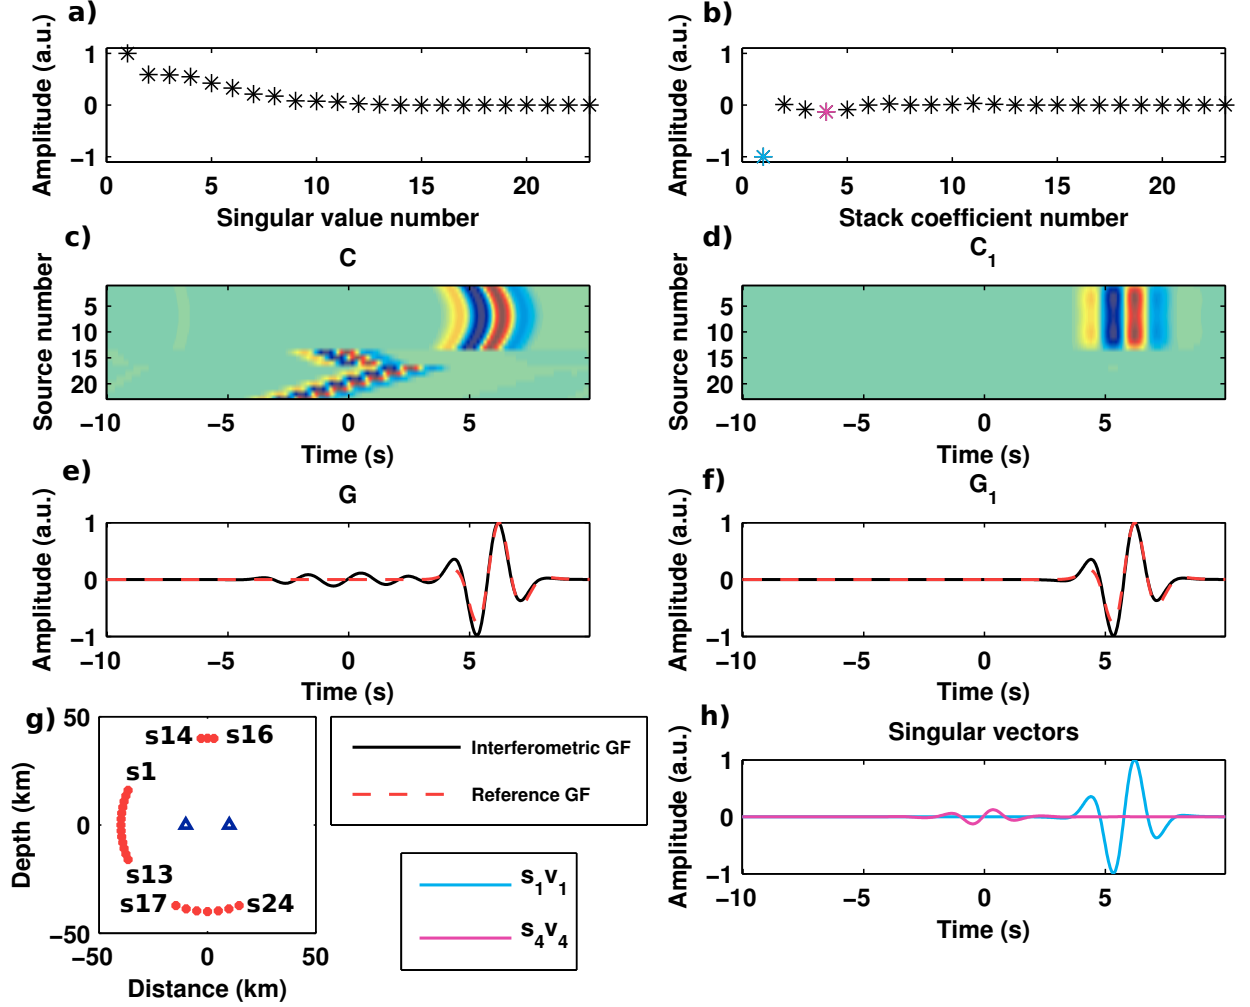 a)
Amplitude (a.u.)
1
0
−1
0 5 10 15 20
Singular value number
b)
Amplitude (a.u.)
1
0
−1
0 5 10 15 20
Stack coefficient number
c)
C
Source number
5
10
15
20
−10 −5 0 5
Time (s)
d)
C1
Source number
5
10
15
20
−10 −5 0 5
Time (s)
e)
G
Amplitude (a.u.)
1
0
−1
−10 −5 0 5
Time (s)
f)
G1
Amplitude (a.u.)
1
0
−1
−10 −5 0 5
Time (s)
g)
Depth (km)
50
0
−50
s14 s16
s1
s13
s17 s24
−50 0 50
Distance (km)
Interferometric GF
Reference GF
s1v1
s4v4
h)
Singular vectors
Amplitude (a.u.)
1
0
−1
−10 −5 0 5
Time (s)